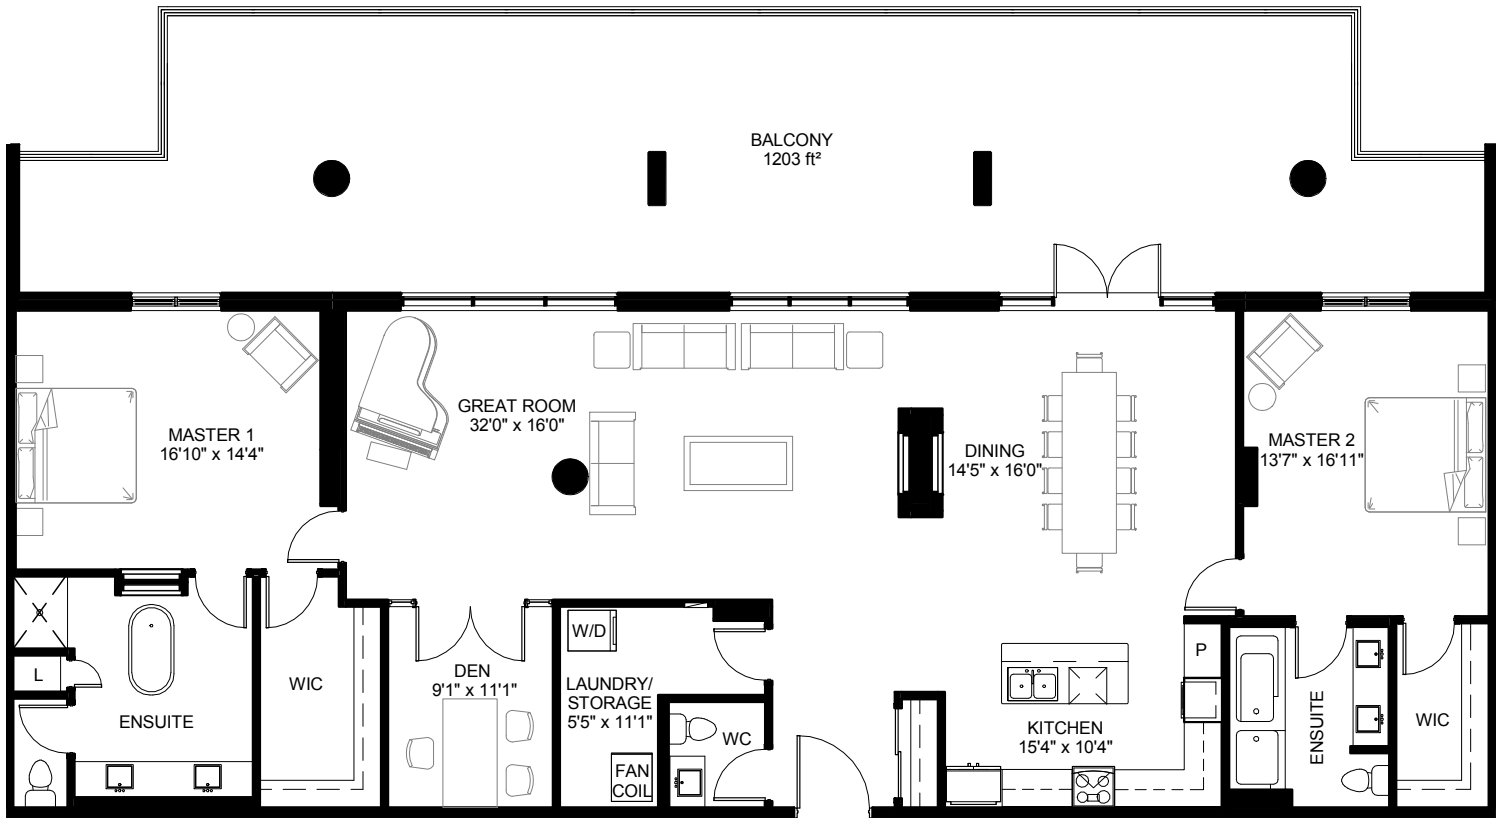 BALCONY
1203 ft²
MASTER 1
16'10" x 14'4"
GREAT ROOM
32'0" x 16'0"
DINING
14'5" x 16'0"
MASTER 2
13'7" x 16'11"
L
ENSUITE
WIC
DEN
9'1" x 11'1"
W/D
LAUNDRY/
STORAGE
5'5" x 11'1"
FAN
COIL
WC
KITCHEN
15'4" x 10'4"
P
ENSUITE
WIC